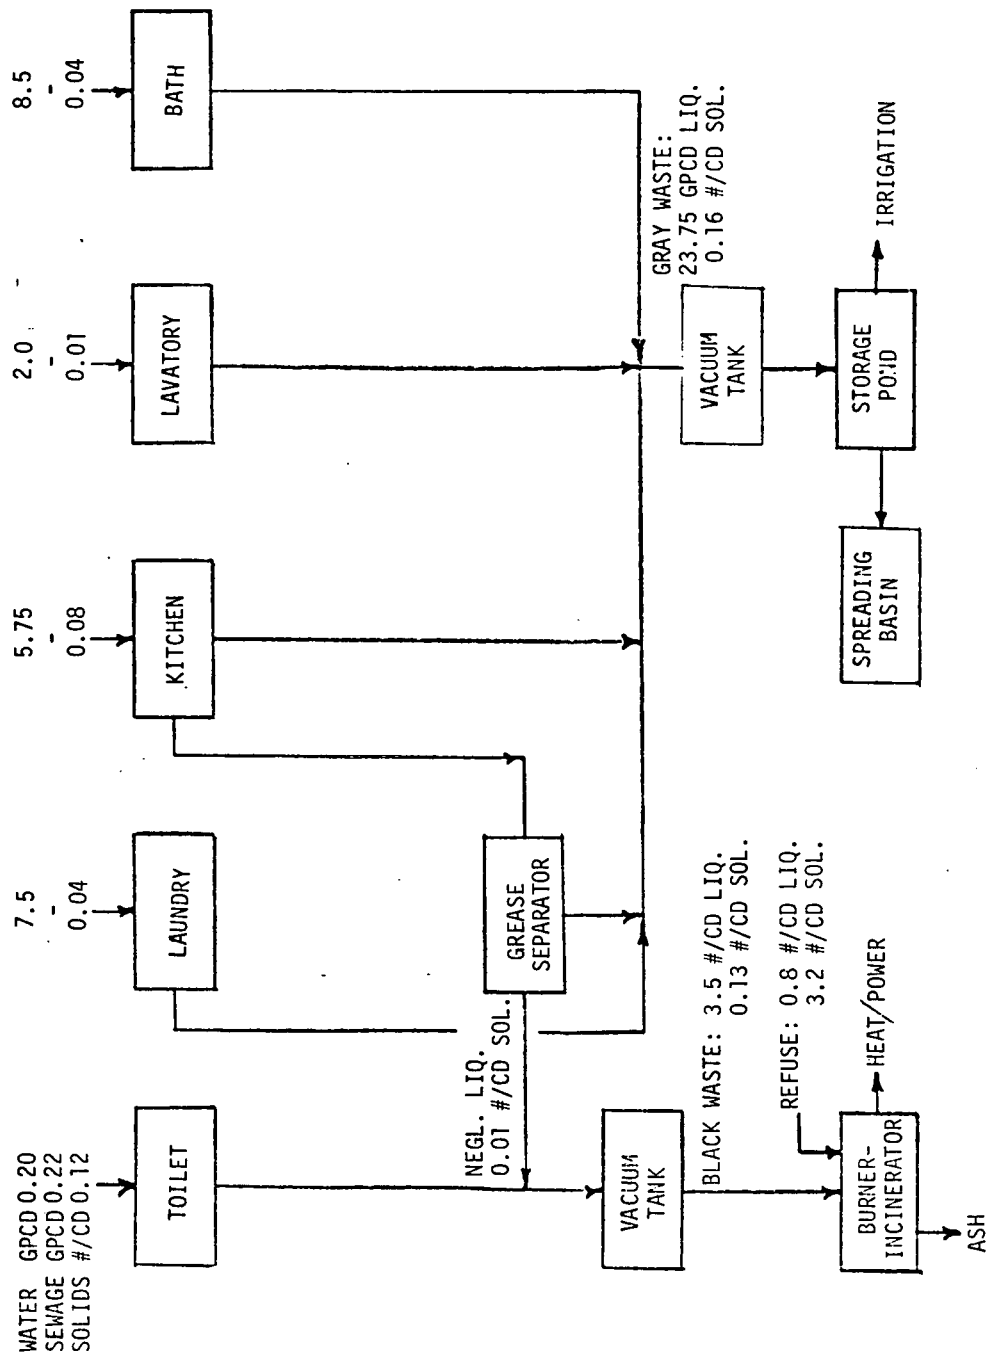 WATER GPCD 0.20
SEWAGE GPCD 0.22
SOLIDS #/CD 0.12
7.5
-
0.04
5.75
-
0.08
2.0
-
0.01
8.5
-
0.04
TOILET
LAUNDRY
KITCHEN
LAVATORY
BATH
NEGL. LIQ.
0.01 #/CD SOL.
GREASE
SEPARATOR
VACUUM
TANK
GRAY WASTE:
23.75 GPCD LIQ.
0.16 #/CD SOL.
VACUUM
TANK
BLACK WASTE: 3.5 #/CD LIQ.
0.13 #/CD SOL.
REFUSE: 0.8 #/CD LIQ.
3.2 #/CD SOL.
BURNER-
INCINERATOR
HEAT/POWER
ASH
SPREADING
BASIN
STORAGE
POND
IRRIGATION